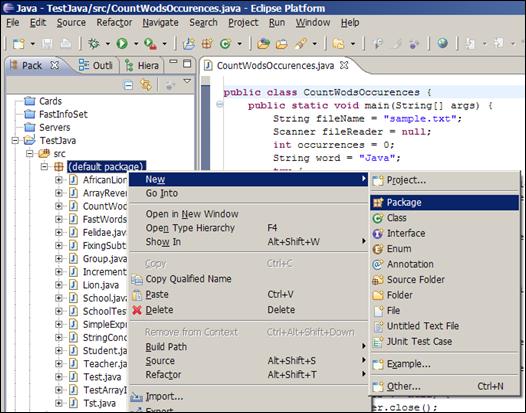 Java - TestJava/src/CountWodsOccurences.java - Eclipse Platform
File Edit Source Refactor Navigate Search Project Run Window Help
Pack Outli Hiera
CountWodsOccurences.java
Cards
FastInfoSet
Servers
TestJava
src
(default package)
AfricanLion
ArrayRever
CountWod
FastWords
Felidae.jav
FixingSubt
Group.java
Increment
Lion.java
School.jav
SchoolTes
SimpleExpr
StringConc
Student.ja
Teacher.ja
Test.java
TestArrayI
Tst.java
public class CountWodsOccurences {
public static void main(String[] args) {
String fileName = "sample.txt";
Scanner fileReader = null;
int occurrences = 0;
String word = "Java";
try {
New
Go Into
Open in New Window
Open Type Hierarchy F4
Show In Alt+Shift+W
Copy Ctrl+C
Copy Qualified Name
Paste Ctrl+V
Delete Delete
Remove from Context Ctrl+Alt+Shift+Down
Build Path
Source Alt+Shift+S
Refactor Alt+Shift+T
Import...
Export
Project...
Package
Class
Interface
Enum
Annotation
Source Folder
Folder
File
Untitled Text File
JUnit Test Case
Example...
Other... Ctrl+N
er.close();